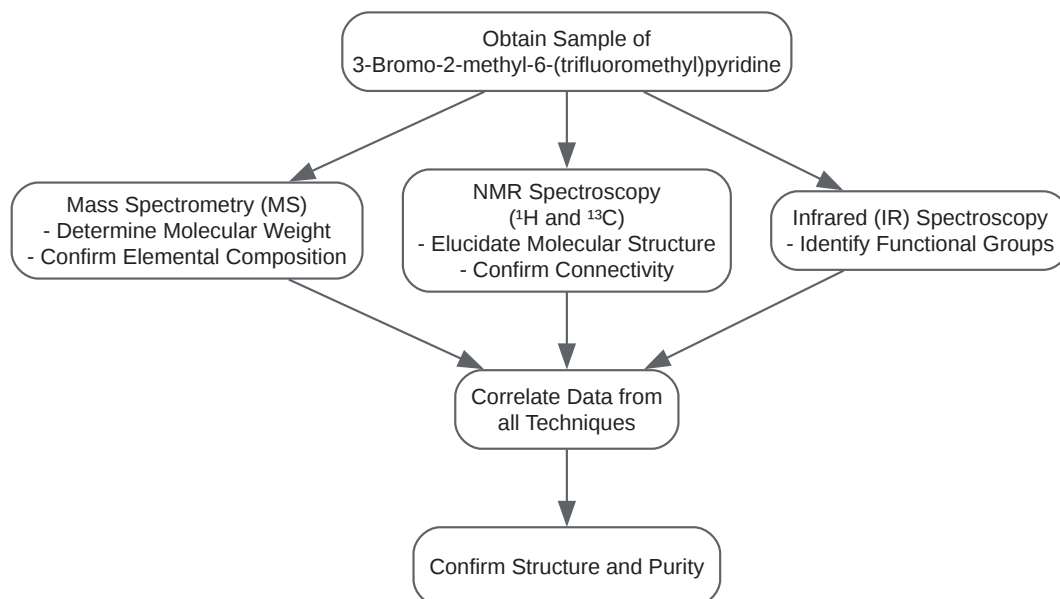 Obtain Sample of
3-Bromo-2-methyl-6-(trifluoromethyl)pyridine
Mass Spectrometry (MS)
- Determine Molecular Weight
- Confirm Elemental Composition
NMR Spectroscopy
(¹H and ¹³C)
- Elucidate Molecular Structure
- Confirm Connectivity
Infrared (IR) Spectroscopy
- Identify Functional Groups
Correlate Data from
all Techniques
Confirm Structure and Purity